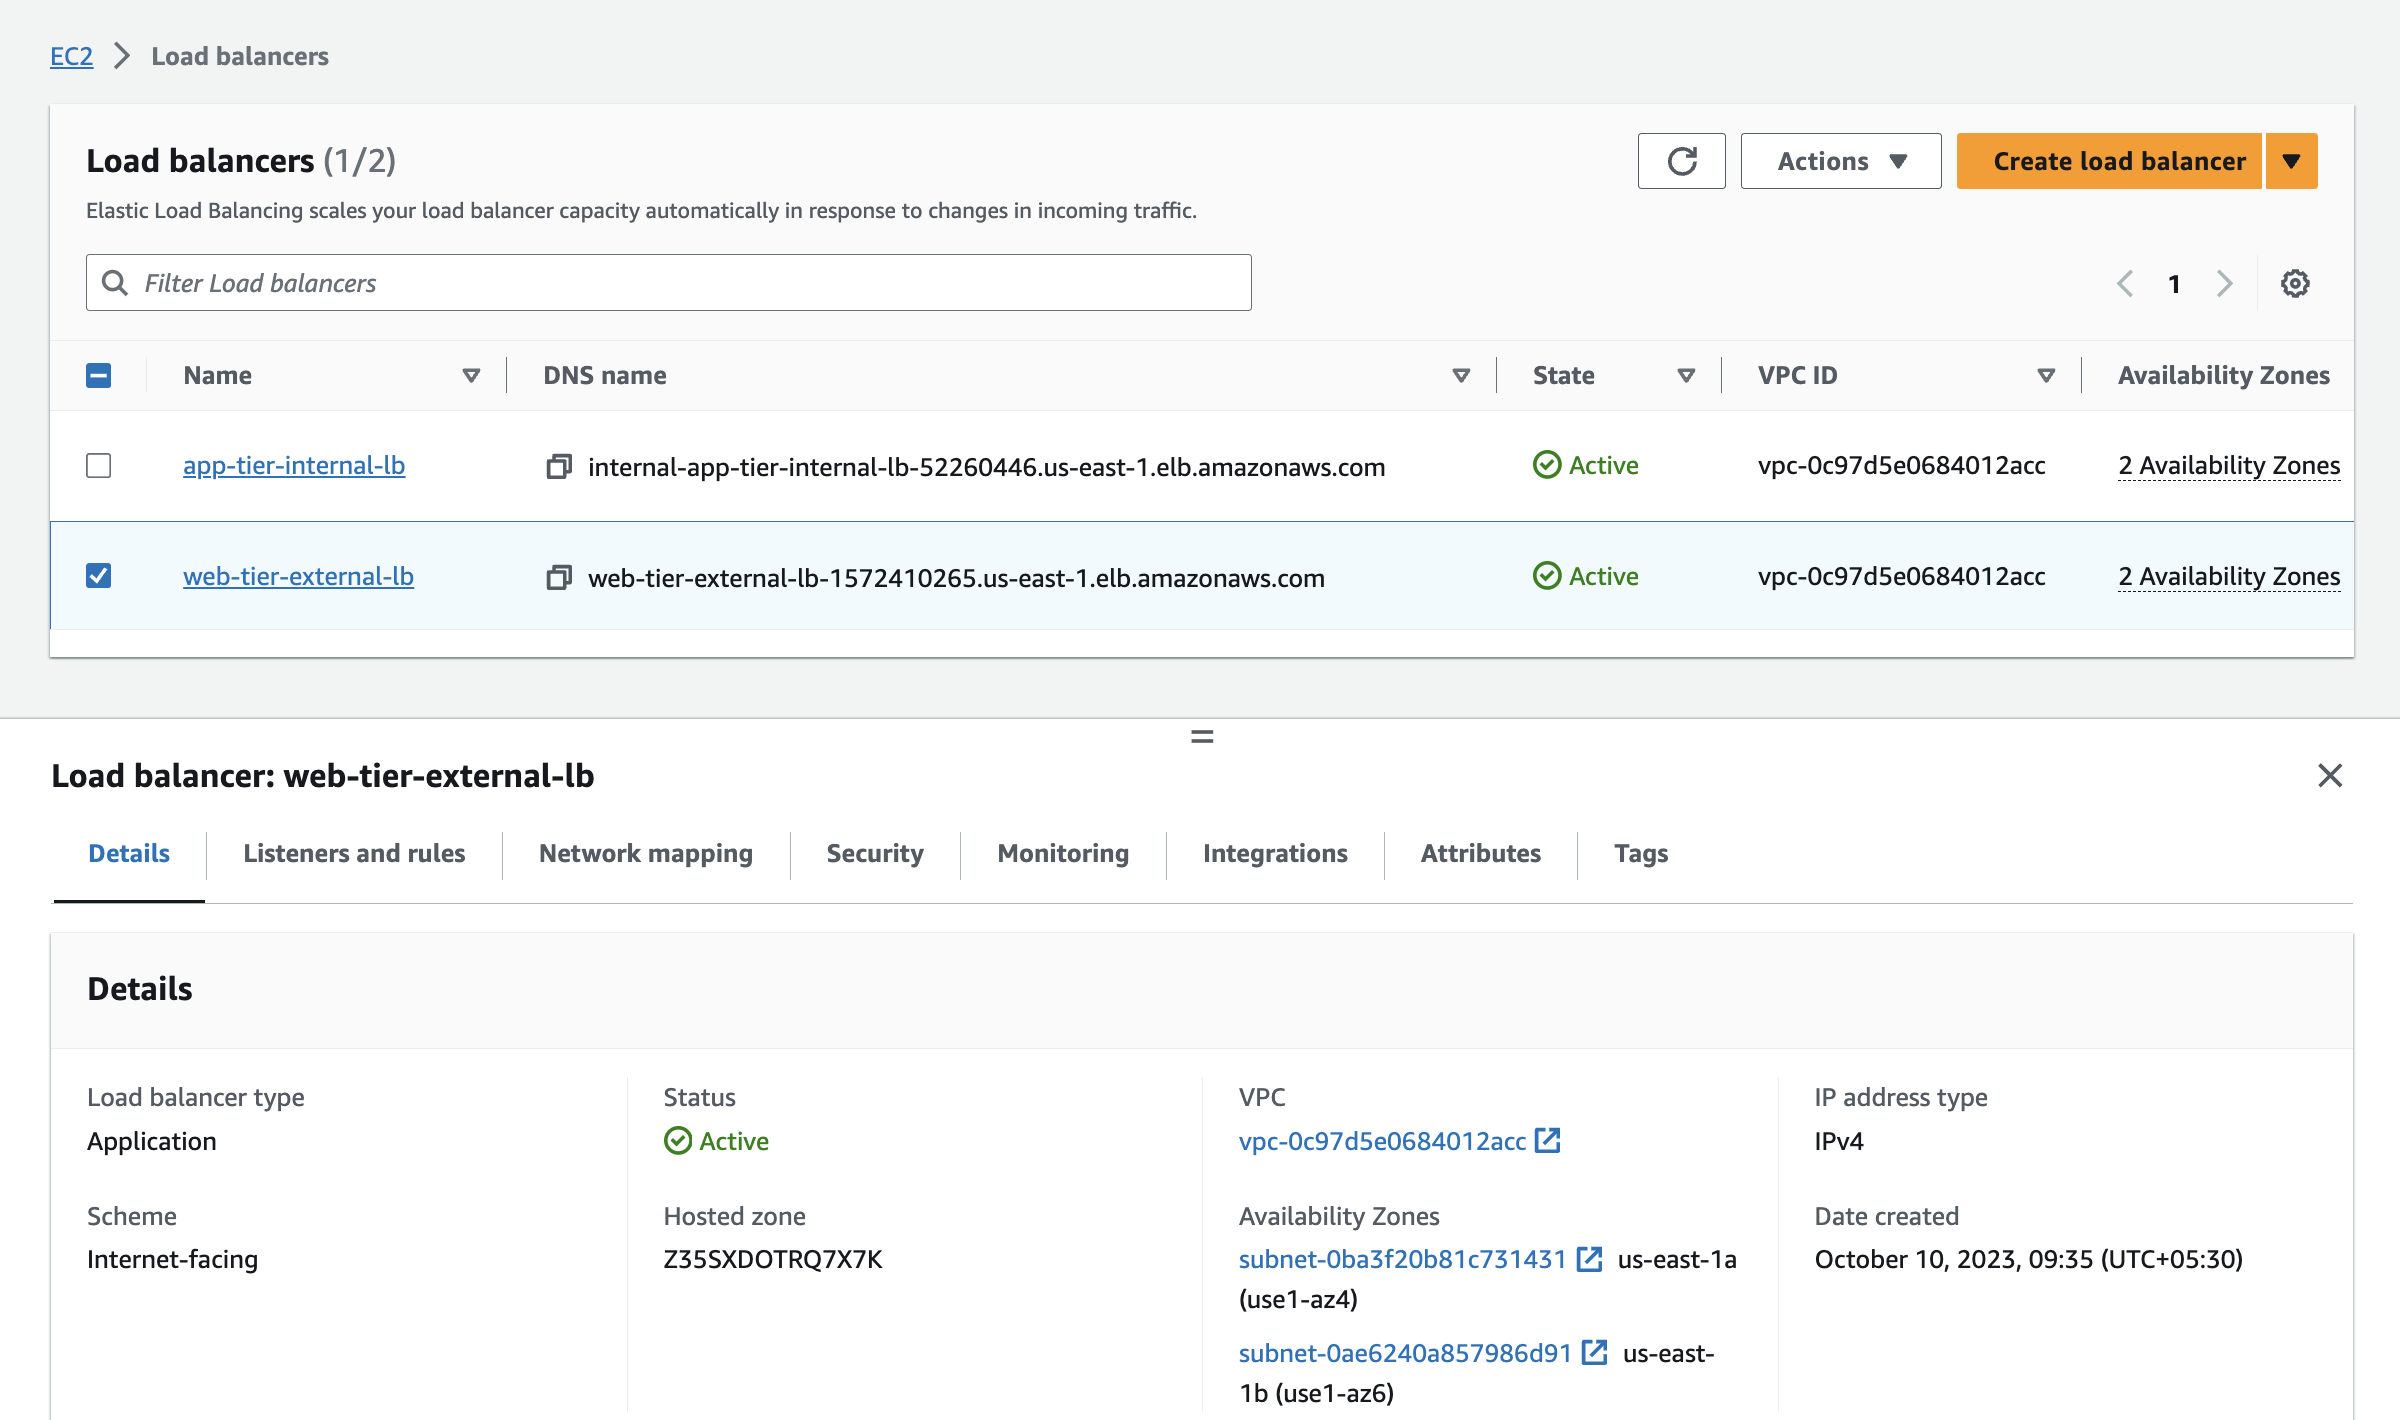 EC2 > Load balancers
Load balancers (1/2)
Actions
Create load balancer
Elastic Load Balancing scales your load balancer capacity automatically in response to changes in incoming traffic.
Filter Load balancers
1
Name DNS name State VPC ID Availability Zones
app-tier-internal-lb internal-app-tier-internal-lb-52260446.us-east-1.elb.amazonaws.com Active vpc-0c97d5e0684012acc 2 Availability Zones
web-tier-external-lb web-tier-external-lb-1572410265.us-east-1.elb.amazonaws.com Active vpc-0c97d5e0684012acc 2 Availability Zones
Load balancer: web-tier-external-lb
Details Listeners and rules Network mapping Security Monitoring Integrations Attributes Tags
Details
Load balancer type
Application
Scheme
Internet-facing
Status
Active
Hosted zone
Z35SXDOTRQ7X7K
VPC
vpc-0c97d5e0684012acc
Availability Zones
subnet-0ba3f20b81c731431 us-east-1a
(use1-az4)
subnet-0ae6240a857986d91 us-east-
1b (use1-az6)
IP address type
IPv4
Date created
October 10, 2023, 09:35 (UTC+05:30)